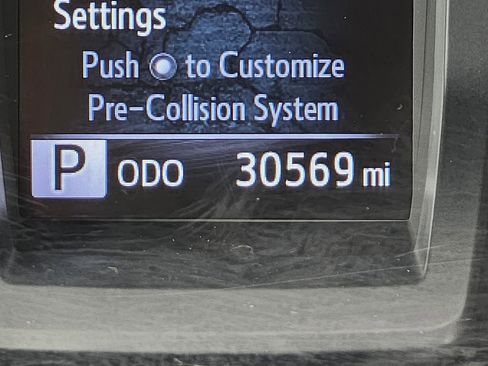 Settings
Push to Customize
Pre-Collision System
P ODO 30569 mi